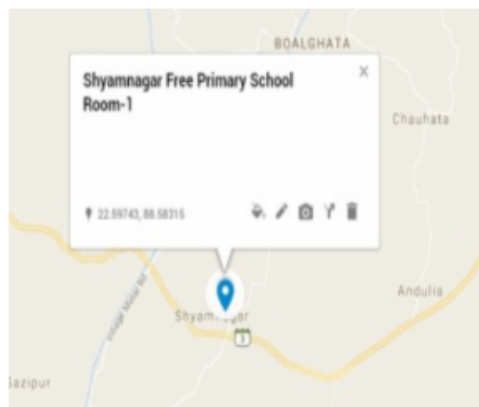 BOALGHATA
Shyamnagar Free Primary School
Room-1
Chauhata
22.59743, 88.58315
Andulia
Shyamnagar
3
Gazipur